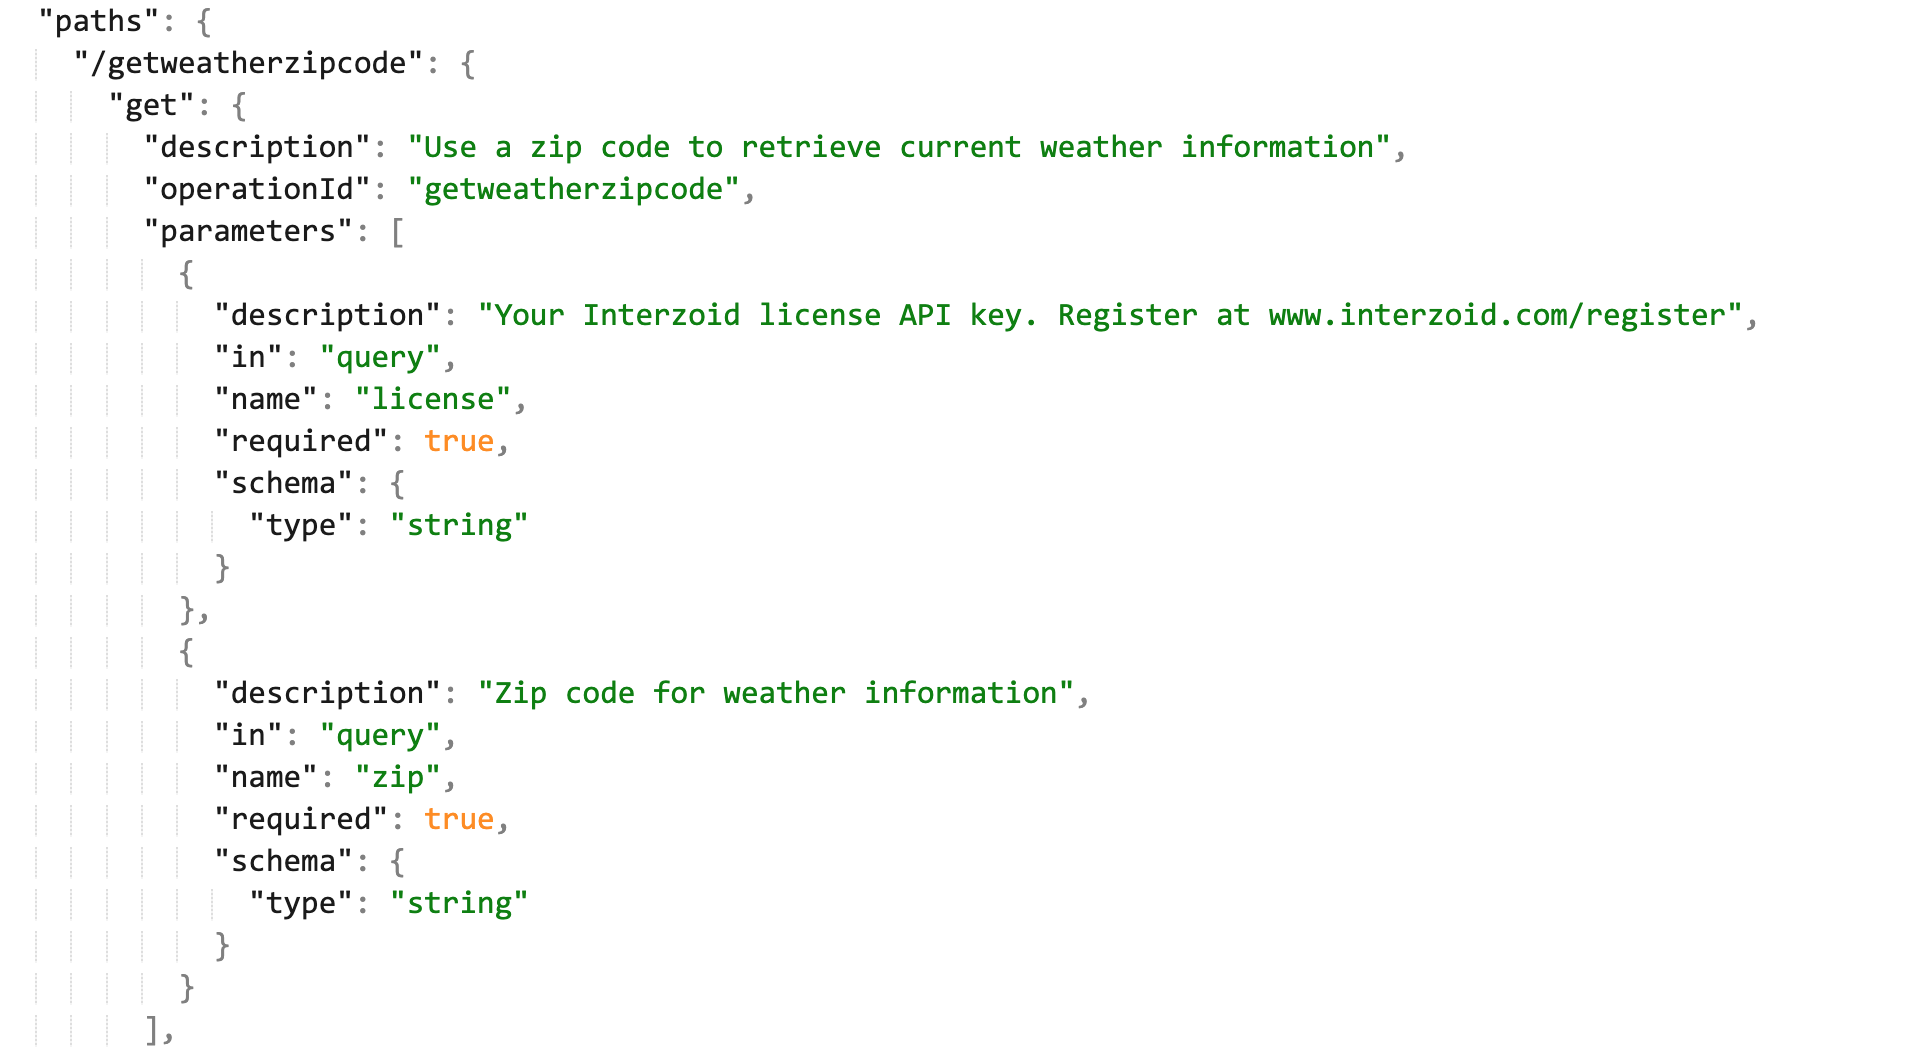 "paths": {
"/getweatherzipcode": {
"get": {
"description": "Use a zip code to retrieve current weather information",
"operationId": "getweatherzipcode",
"parameters": [
{
"description": "Your Interzoid license API key. Register at www.interzoid.com/register",
"in": "query",
"name": "license",
"required": true,
"schema": {
"type": "string"
}
},
{
"description": "Zip code for weather information",
"in": "query",
"name": "zip",
"required": true,
"schema": {
"type": "string"
}
}
],